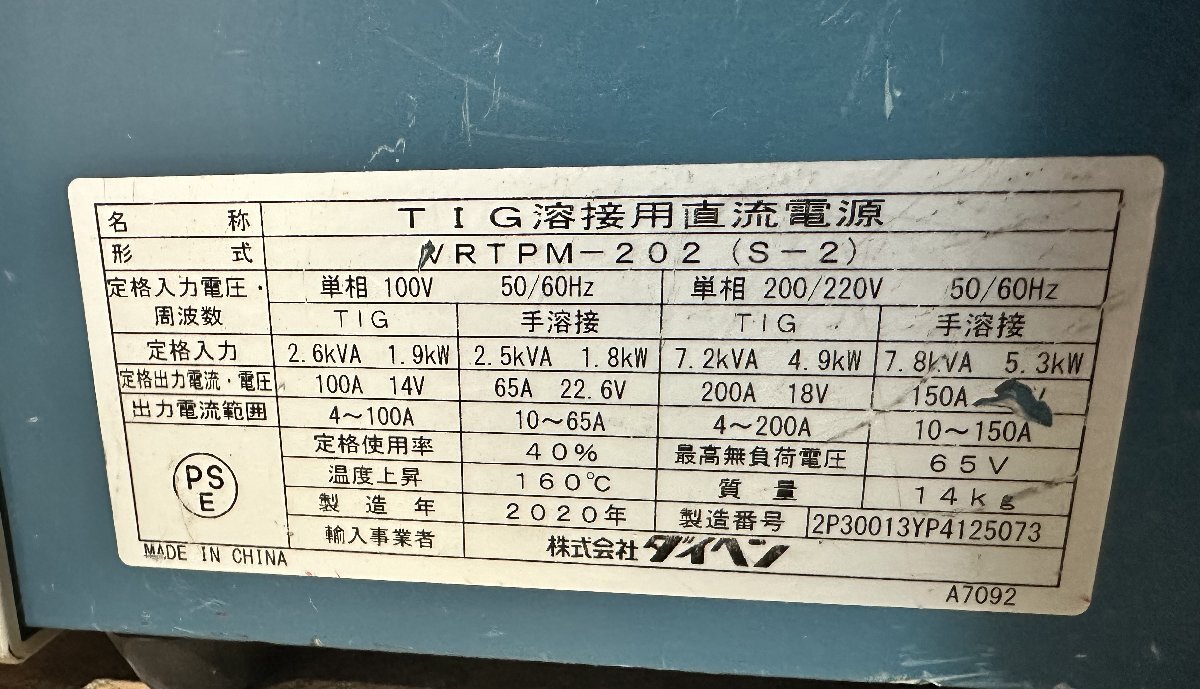 名称 TIG溶接用直流電源
形式 VRTPM-202 (S-2)
定格入力電圧・周波数 単相 100V 50/60Hz 単相 200/220V 50/60Hz
TIG 手溶接 TIG 手溶接
定格入力 2.6kVA 1.9kW 2.5kVA 1.8kW 7.2kVA 4.9kW 7.8kVA 5.3kW
定格出力電流・電圧 100A 14V 65A 22.6V 200A 18V 150A V
出力電流範囲 4～100A 10～65A 4～200A 10～150A
定格使用率 40% 最高無負荷電圧 65V
PS
E
温度上昇 160℃ 質量 14kg
製造年 2020年 製造番号 2P30013YP4125073
輸入事業者 株式会社ダイヘン
MADE IN CHINA
A7092